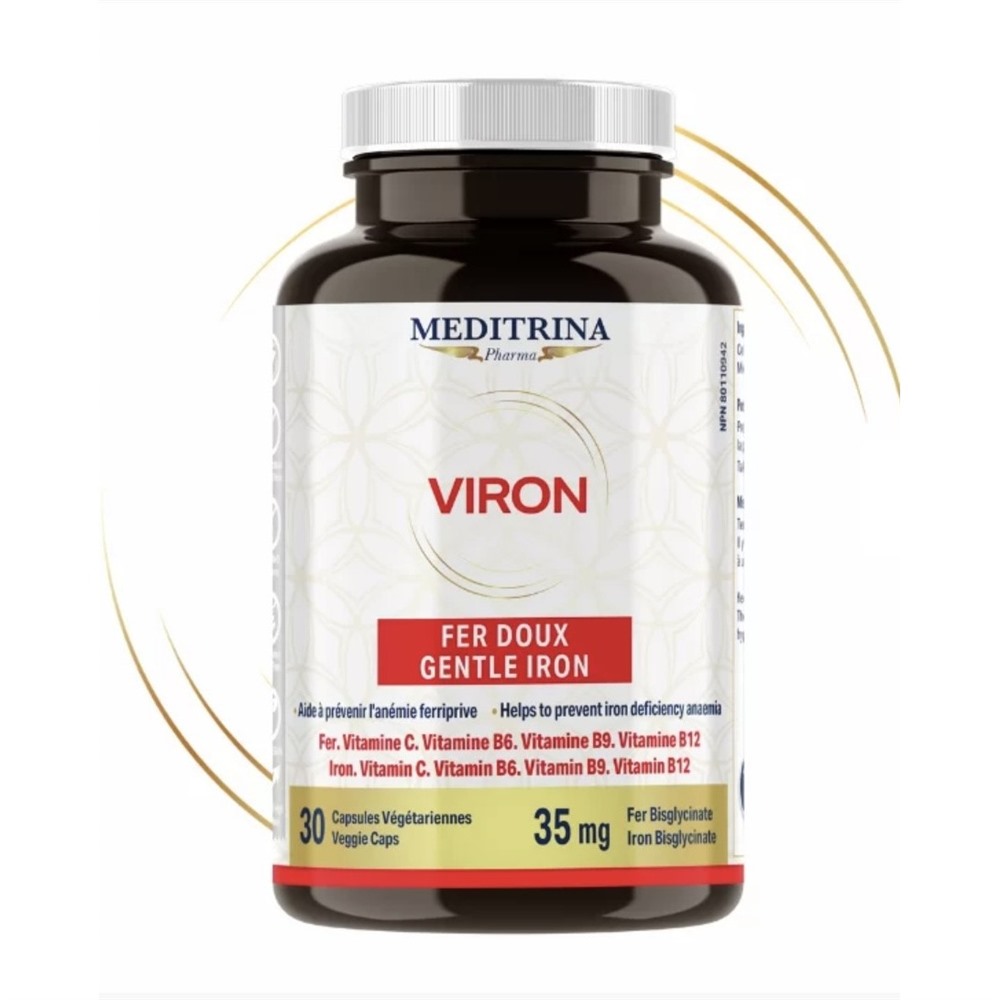 MEDITRINA
Pharma
NPN 80110942
VIRON
FER DOUX
GENTLE IRON
• Aide à prévenir l'anémie ferriprive • Helps to prevent iron deficiency anaemia
Fer. Vitamine C. Vitamine B6. Vitamine B9. Vitamine B12
Iron. Vitamin C. Vitamin B6. Vitamin B9. Vitamin B12
30 Capsules Végétariennes
Veggie Caps
35 mg Fer Bisglycinate
Iron Bisglycinate